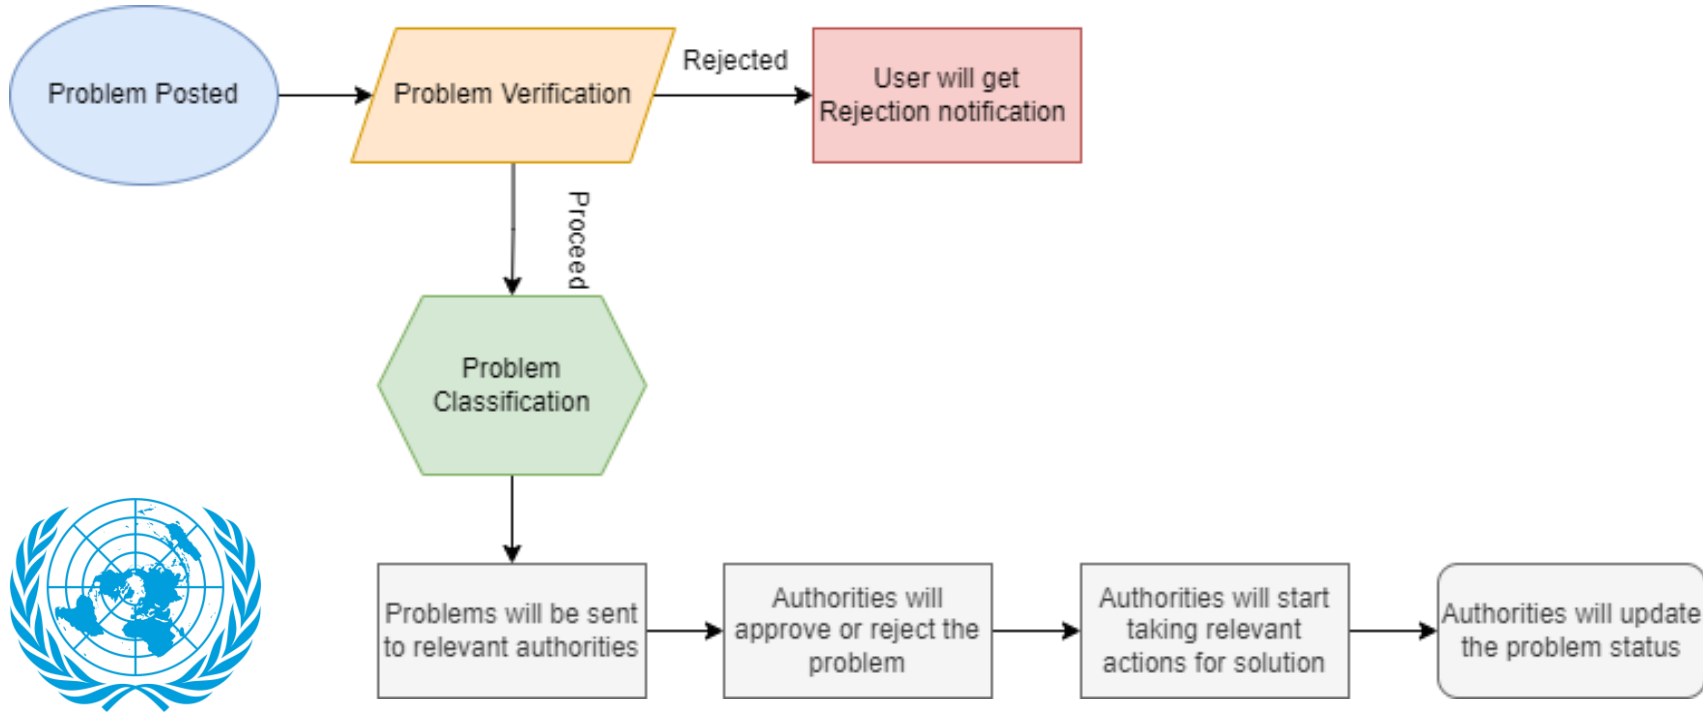 Problem Posted
Problem Verification
Rejected
User will get
Rejection notification
Proceed
Problem
Classification
Problems will be sent
to relevant authorities
Authorities will
approve or reject the
problem
Authorities will start
taking relevant
actions for solution
Authorities will update
the problem status